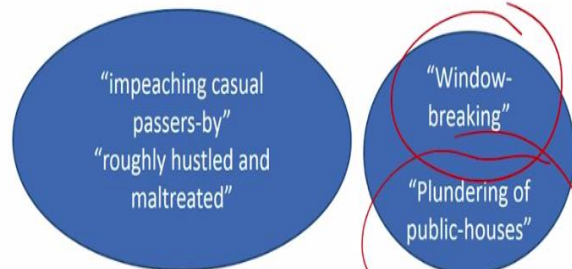 “impeaching casual
passers-by”
“roughly hustled and
maltreated”
“Window-
breaking”
“Plundering of
public-houses”